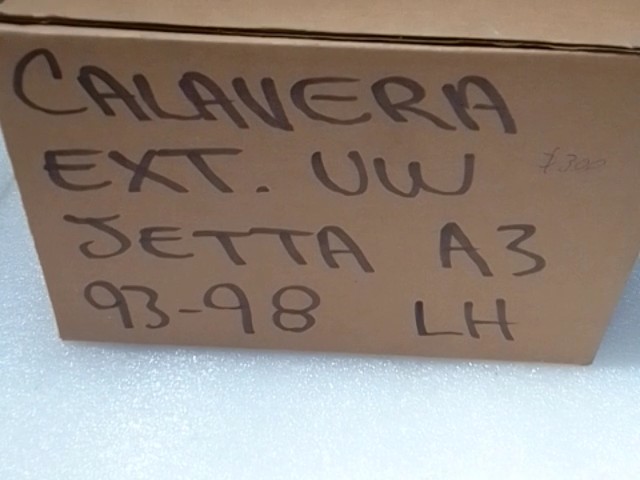 CALAVERA
EXT. VW
JETTA A3
93-98 LH